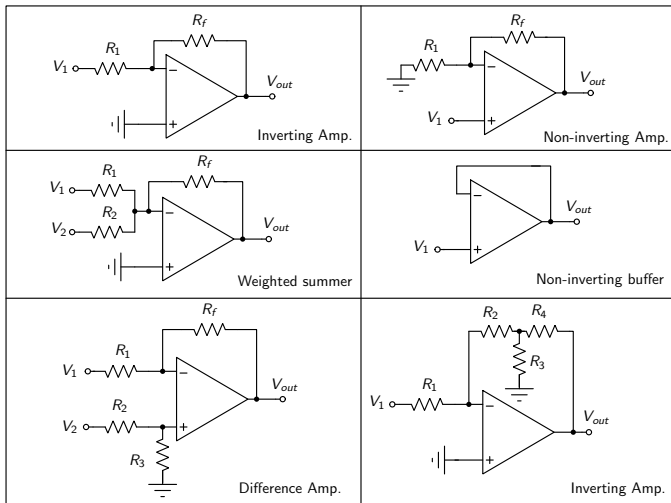 R1 Rf
V1
−
+
Vout
Inverting Amp.
R1 Rf
−
V1 +
Vout
Non-inverting Amp.
R1 Rf
V1
R2
V2
−
+
Vout
Weighted summer
−
V1 +
Vout
Non-inverting buffer
Rf
R1
V1
−
R2
V2
+
R3
Vout
Difference Amp.
R2 R4
R3
R1
V1
−
+
Vout
Inverting Amp.